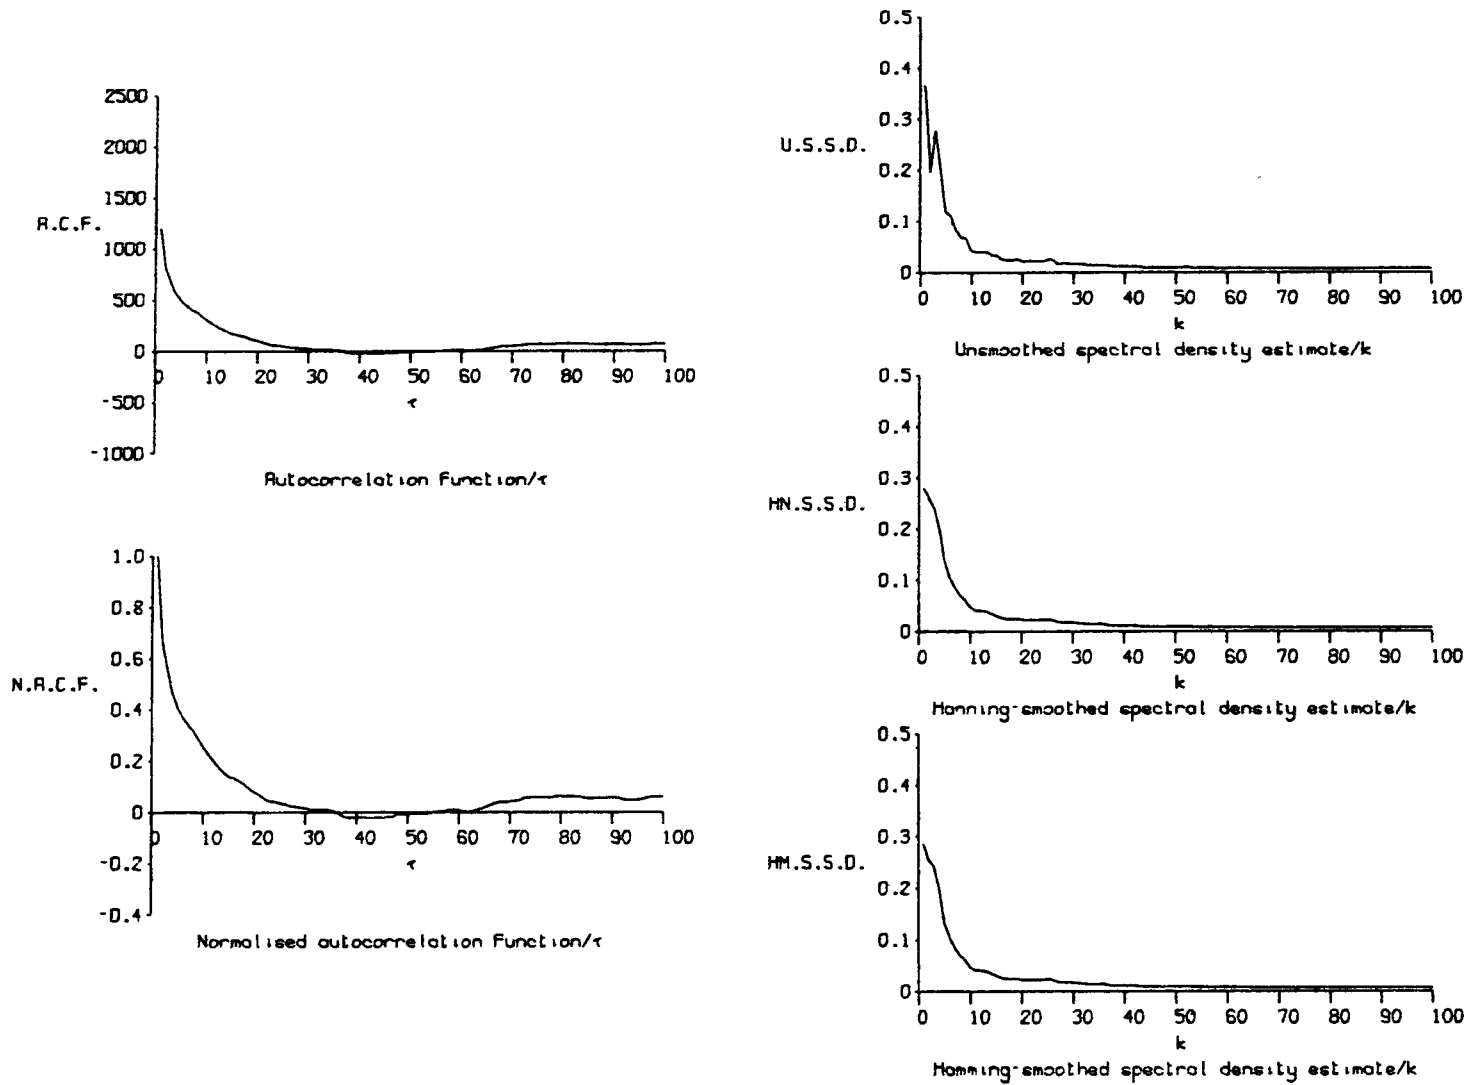 2500
2000
1500
A.C.F.
1000
500
0
0 10 20 30 40 50 60 70 80 90 100
τ
-500
-1000
Autocorrelation Function/τ
1.0
0.8
0.6
N.A.C.F.
0.4
0.2
0
0 10 20 30 40 50 60 70 80 90 100
τ
-0.2
-0.4
Normalised autocorrelation Function/τ
0.5
0.4
0.3
U.S.S.D.
0.2
0.1
0
0 10 20 30 40 50 60 70 80 90 100
k
Unsmoothed spectral density estimate/k
0.5
0.4
0.3
HN.S.S.D.
0.2
0.1
0
0 10 20 30 40 50 60 70 80 90 100
k
Hanning-smoothed spectral density estimate/k
0.5
0.4
0.3
HM.S.S.D.
0.2
0.1
0
0 10 20 30 40 50 60 70 80 90 100
k
Hamming-smoothed spectral density estimate/k